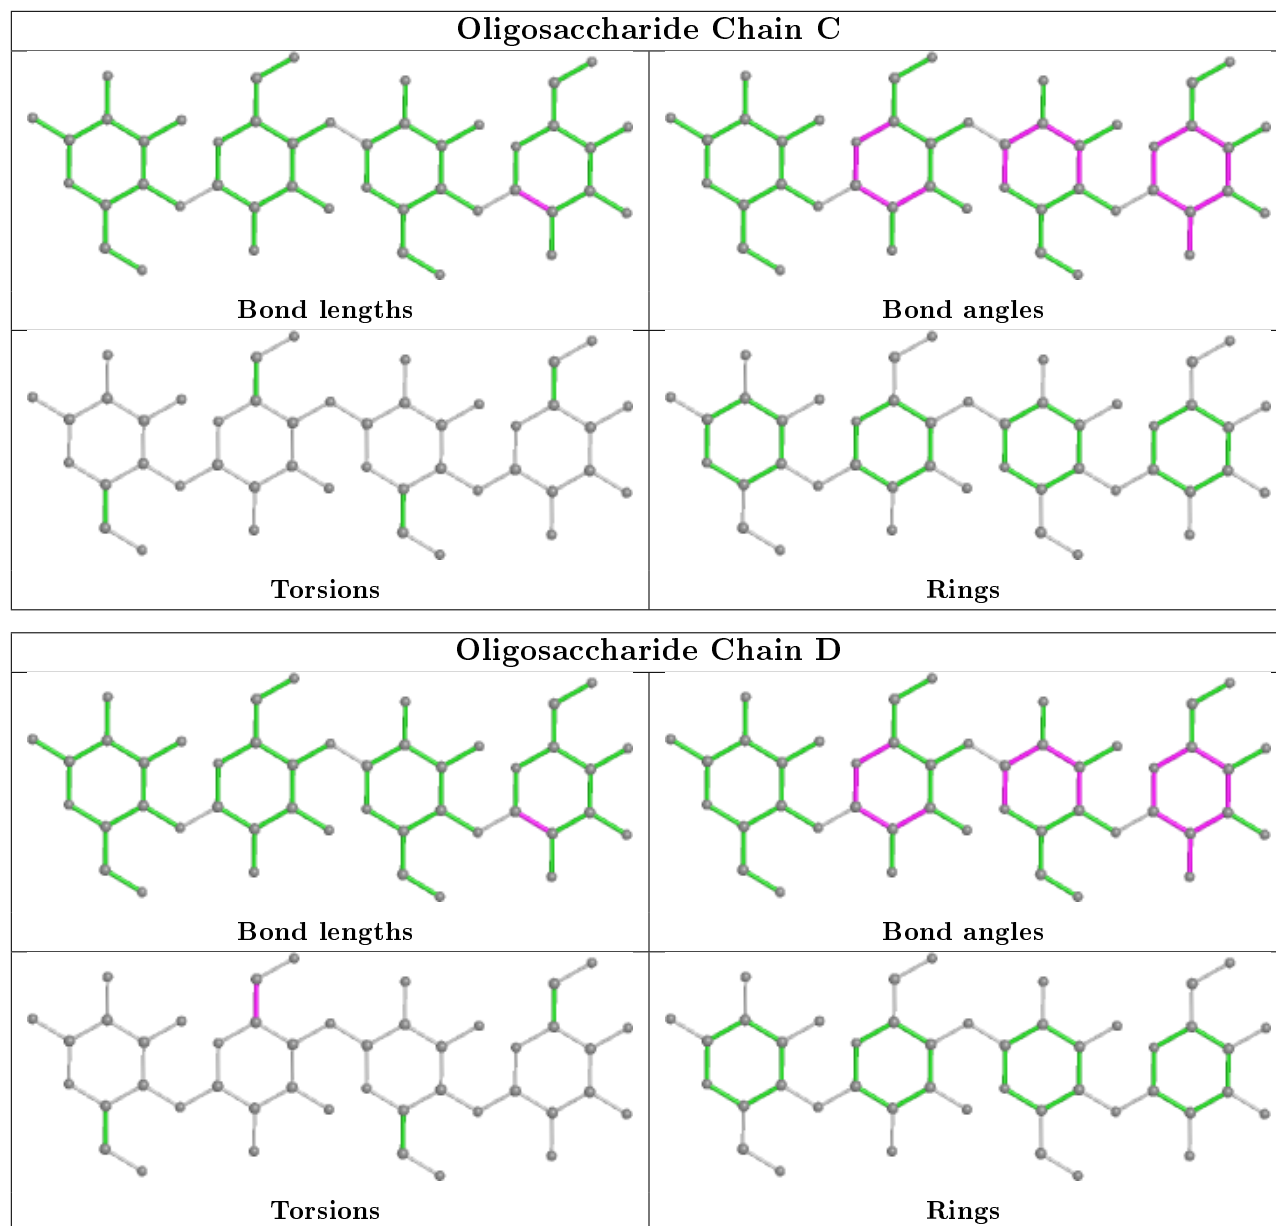 Oligosaccharide Chain C
Bond lengths
Bond angles
Torsions
Rings
Oligosaccharide Chain D
Bond lengths
Bond angles
Torsions
Rings